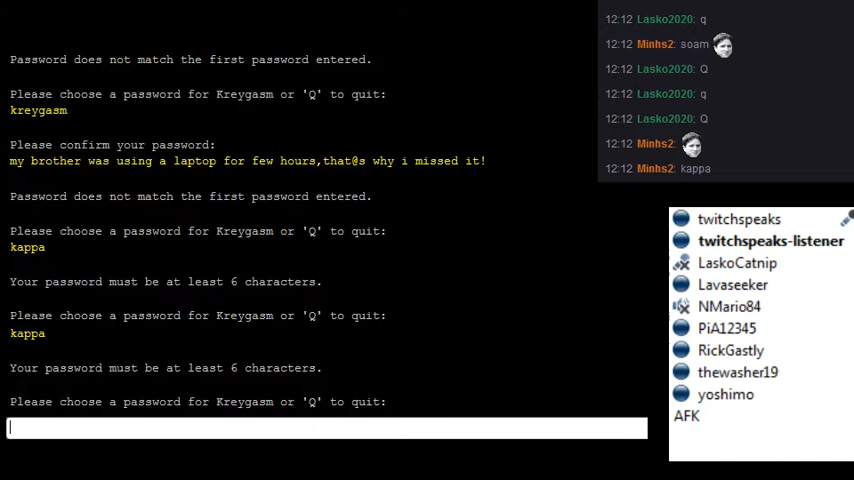 Password does not match the first password entered.
Please choose a password for Kreygasm or 'Q' to quit:
kreygasm
Please confirm your password:
my brother was using a laptop for few hours,that@s why i missed it!
Password does not match the first password entered.
Please choose a password for Kreygasm or 'Q' to quit:
kappa
Your password must be at least 6 characters.
Please choose a password for Kreygasm or 'Q' to quit:
kappa
Your password must be at least 6 characters.
Please choose a password for Kreygasm or 'Q' to quit:
12:12 Lasko2020: q
12:12 Minhs2: soam
12:12 Lasko2020: Q
12:12 Lasko2020: q
12:12 Lasko2020: Q
12:12 Minhs2:
12:12 Minhs2: kappa
twitchspeaks
twitchspeaks-listener
LaskoCatnip
Lavaseeker
NMario84
PiA12345
RickGastly
thewasher19
yoshimo
AFK